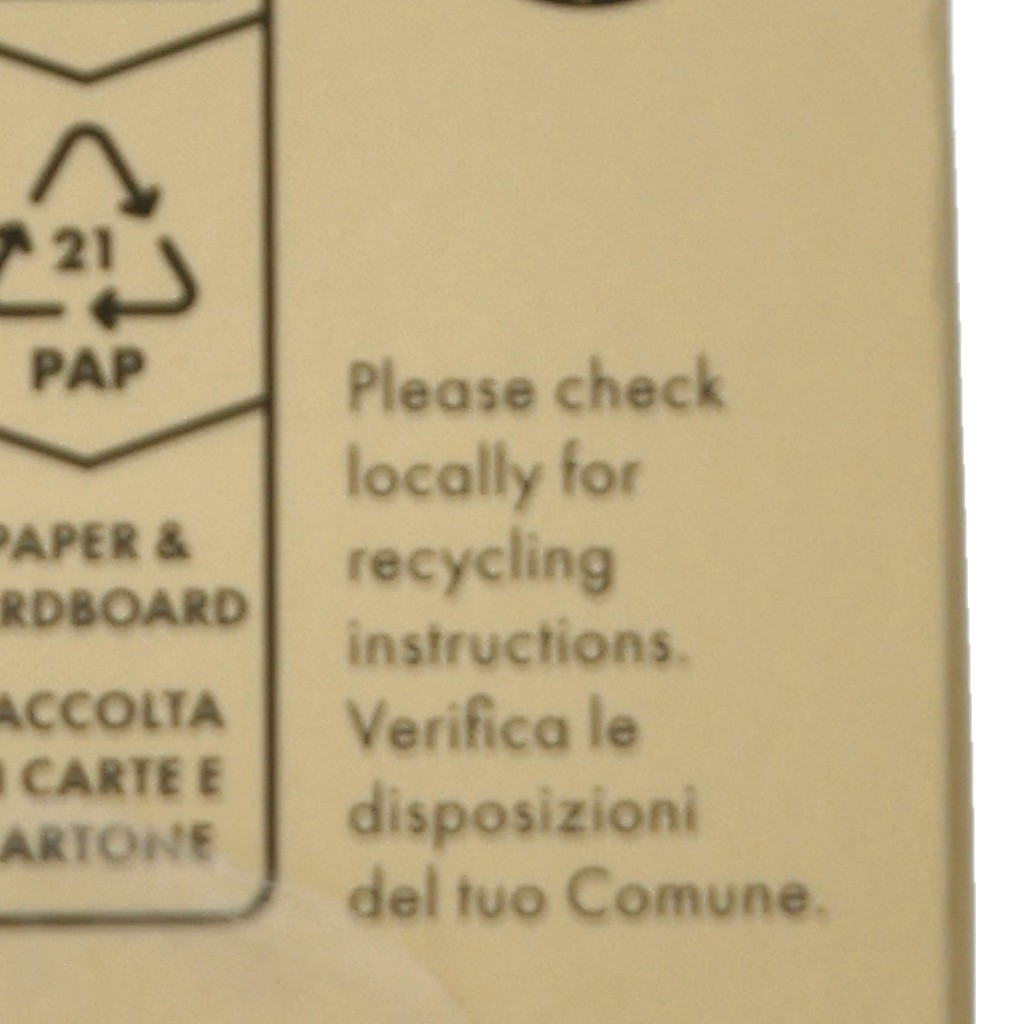 21
PAP
PAPER &
RDBOARD
ACCOLTA
I CARTE E
ARTONE
Please check
locally for
recycling
instructions.
Verifica le
disposizioni
del tuo Comune.